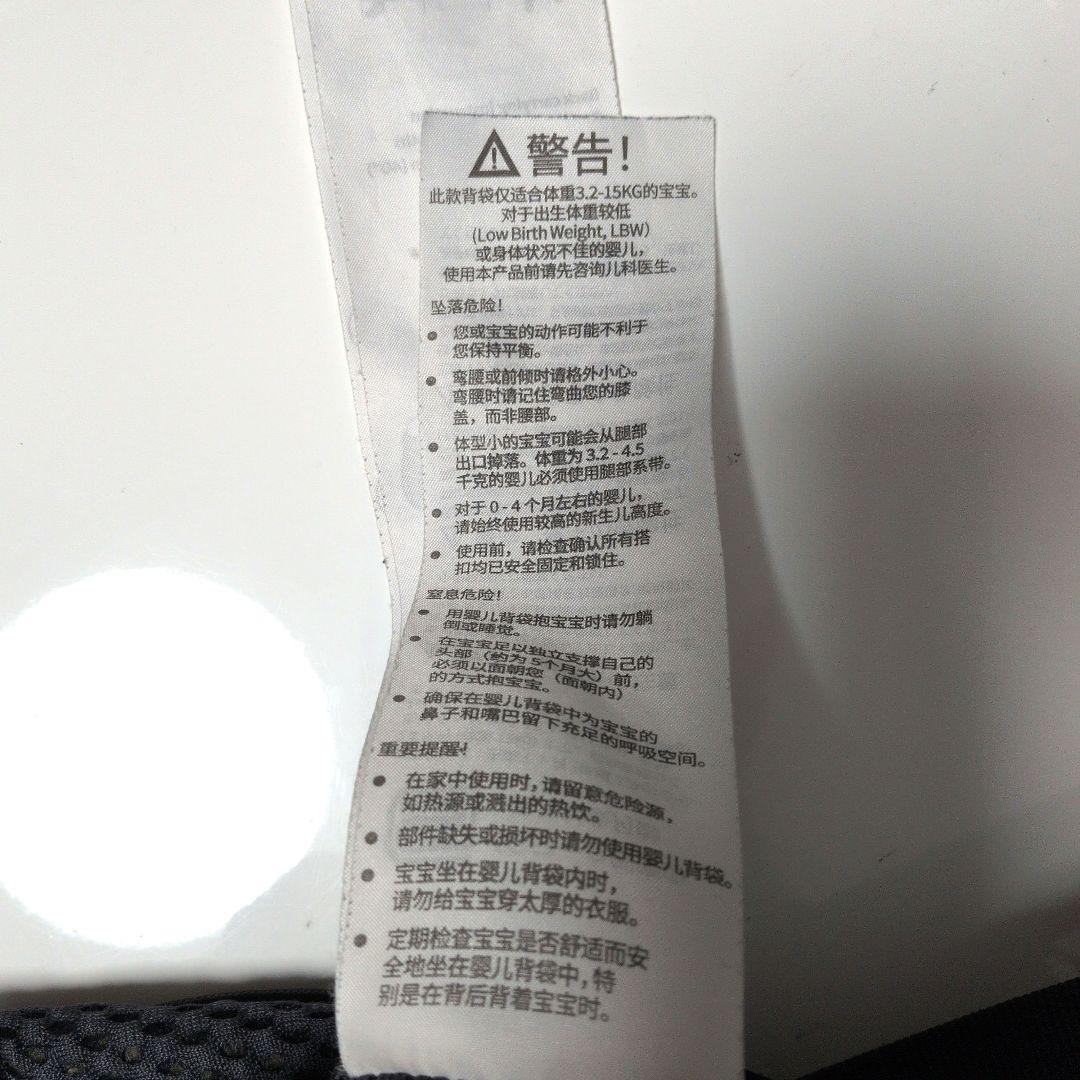 警告!
此款背袋仅适合体重3.2-15KG的宝宝。
对于出生体重较低
(Low Birth Weight, LBW)
或身体状况不佳的婴儿，
使用本产品前请先咨询儿科医生。
坠落危险!
● 您或宝宝的动作可能不利于
您保持平衡。
● 弯腰或前倾时请格外小心。
弯腰时请记住弯曲您的膝
盖，而非腰部。
● 体型小的宝宝可能会从腿部
出口掉落。体重为 3.2 - 4.5
千克的婴儿必须使用腿部系带。
● 对于 0 - 4 个月左右的婴儿，
请始终使用较高的新生儿高度。
● 使用前，请检查确认所有搭
扣均已安全固定和锁住。
窒息危险!
● 用婴儿背袋抱宝宝时请勿躺
倒或睡觉。
● 在宝宝足以独立支撑自己的
头部（约为 5个月大）前，
必须以面朝您（面朝内）
的方式抱宝宝。
● 确保在婴儿背袋中为宝宝的
鼻子和嘴巴留下充足的呼吸空间。
重要提醒!
● 在家中使用时，请留意危险源，
如热源或溅出的热饮。
● 部件缺失或损坏时请勿使用婴儿背袋。
● 宝宝坐在婴儿背袋内时，
请勿给宝宝穿太厚的衣服。
● 定期检查宝宝是否舒适而安
全地坐在婴儿背袋中，特
别是在背后背着宝宝时。